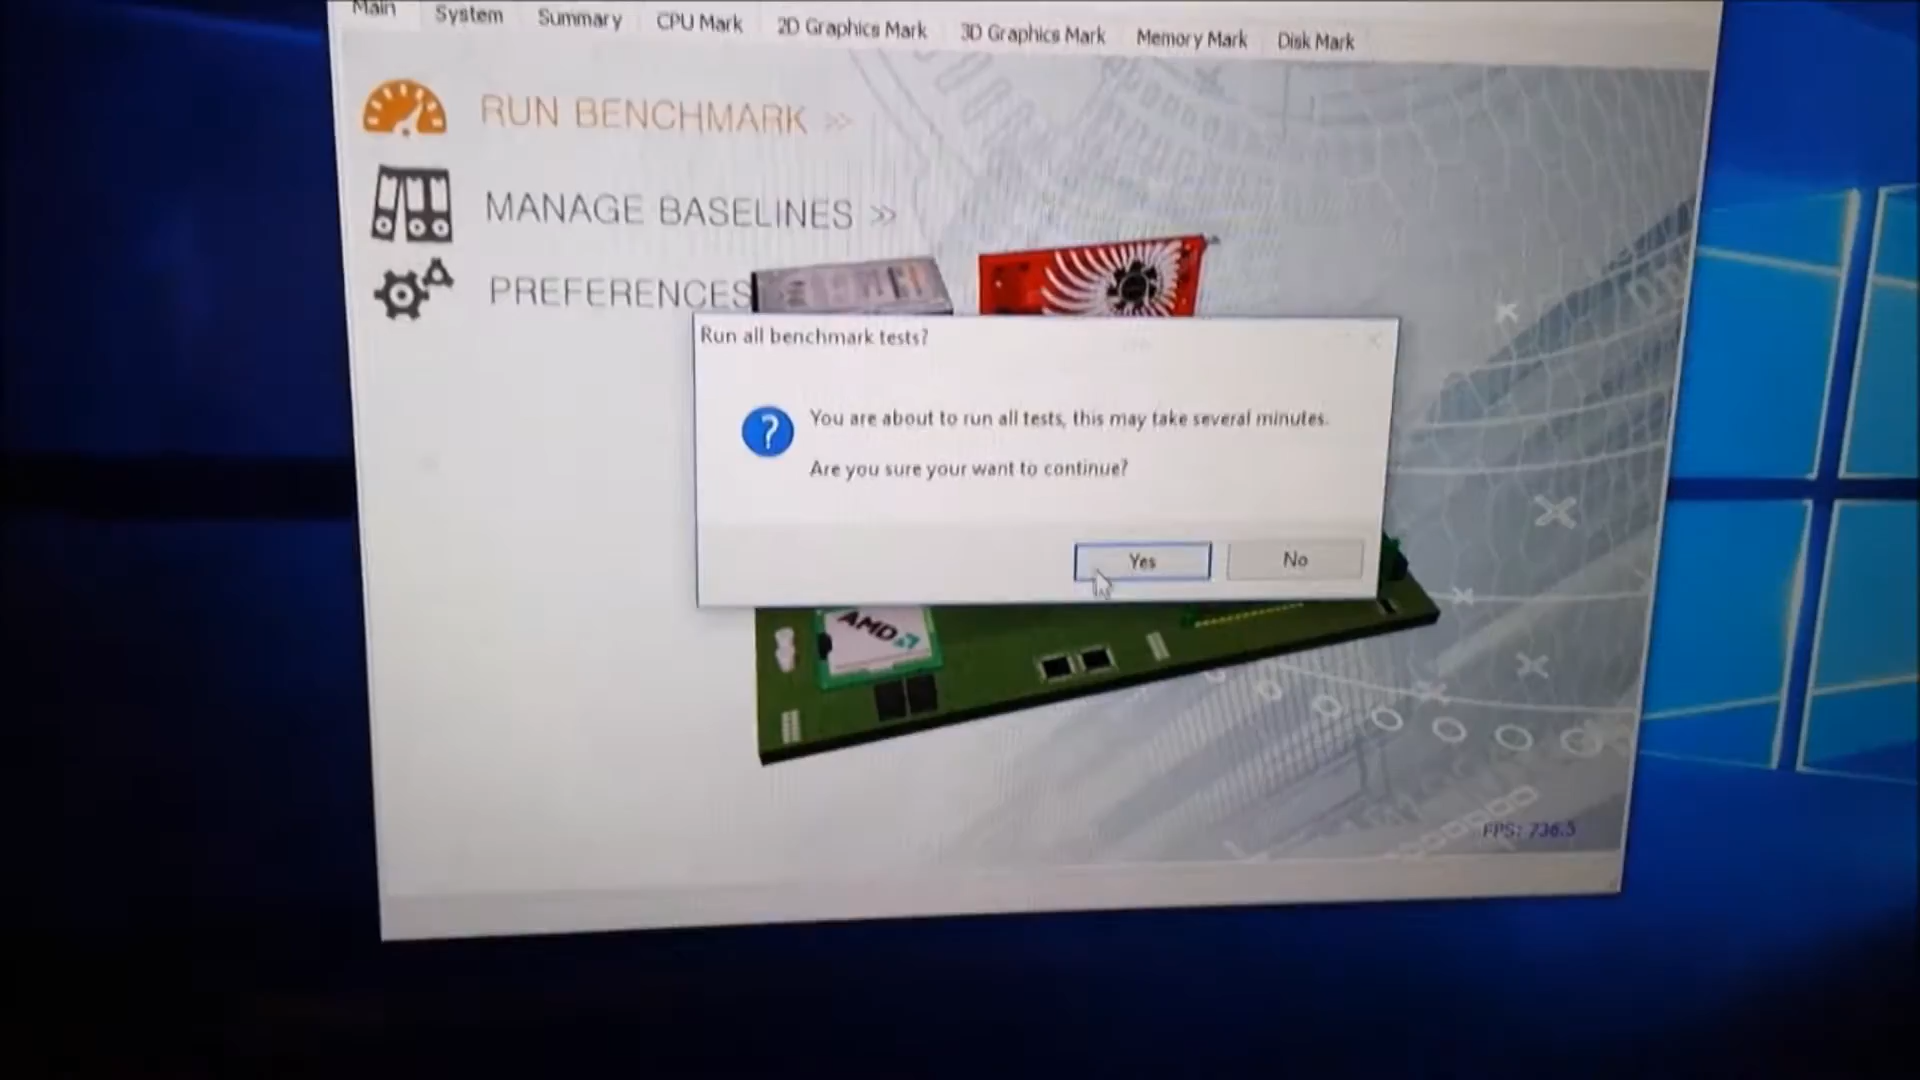 Main System Summary CPU Mark 2D Graphics Mark 3D Graphics Mark Memory Mark Disk Mark
RUN BENCHMARK >>
MANAGE BASELINES >>
PREFERENCES
Run all benchmark tests?
You are about to run all tests, this may take several minutes.
Are you sure your want to continue?
Yes No
AMD
FPS: 736.5